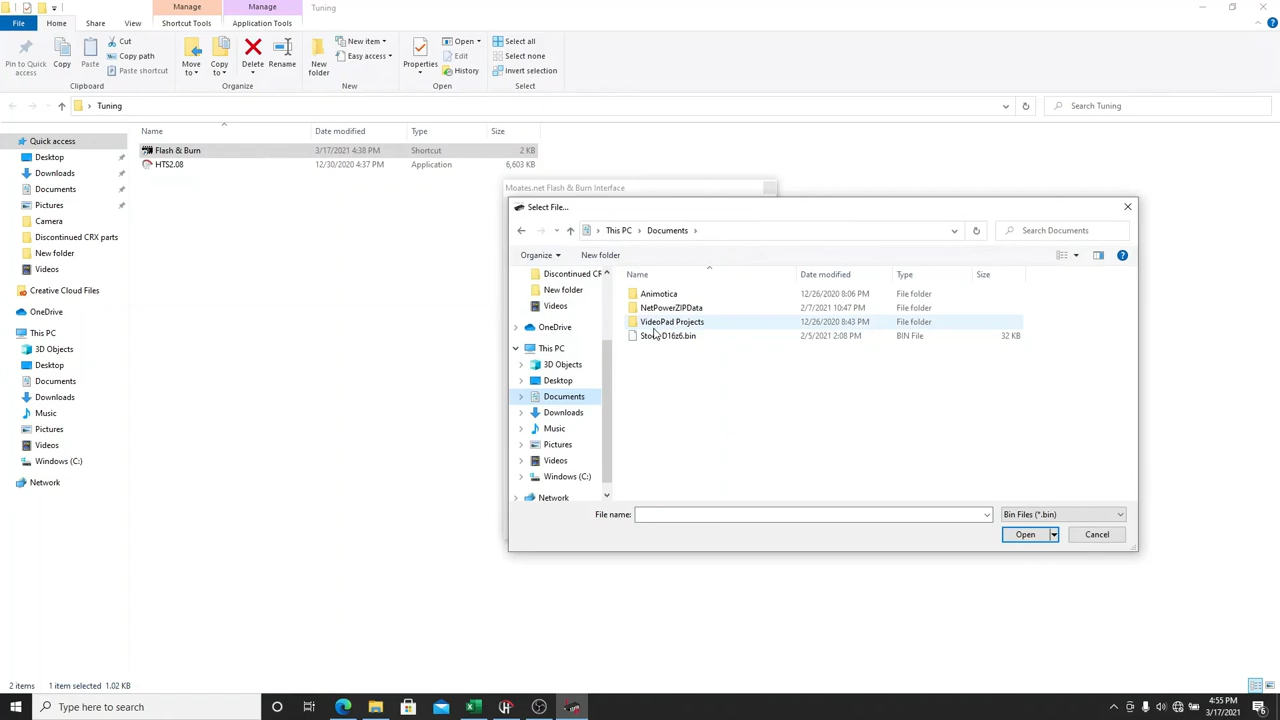 Manage
Manage
Tuning
File
Home
Share
View
Shortcut Tools
Application Tools
Pin to Quick access
Copy
Paste
Cut
Copy path
Paste shortcut
Clipboard
Move to
Copy to
Delete
Rename
Organize
New folder
New item
Easy access
New
Properties
Open
Edit
History
Open
Select all
Select none
Invert selection
Select
Tuning
Search Tuning
Name
Date modified
Type
Size
Flash & Burn
3/17/2021 4:38 PM
Shortcut
2 KB
HTS2.08
12/30/2020 4:37 PM
Application
6,603 KB
Quick access
Desktop
Downloads
Documents
Pictures
Camera
Discontinued CRX parts
New folder
Videos
Creative Cloud Files
OneDrive
This PC
3D Objects
Desktop
Documents
Downloads
Music
Pictures
Videos
Windows (C:)
Network
Moates.net Flash & Burn Interface
Select File...
This PC
Documents
Search Documents
Organize
New folder
Discontinued CR
New folder
Videos
OneDrive
This PC
3D Objects
Desktop
Documents
Downloads
Music
Pictures
Videos
Windows (C:)
Network
Name
Date modified
Type
Size
Animotica
12/26/2020 8:06 PM
File folder
NetPowerZIPData
2/7/2021 10:47 PM
File folder
VideoPad Projects
12/26/2020 8:43 PM
File folder
D16z6.bin
2/5/2021 2:08 PM
BIN File
32 KB
File name:
Bin Files (*.bin)
Open
Cancel
2 items
1 item selected 1.02 KB
Type here to search
4:55 PM
3/17/2021
6